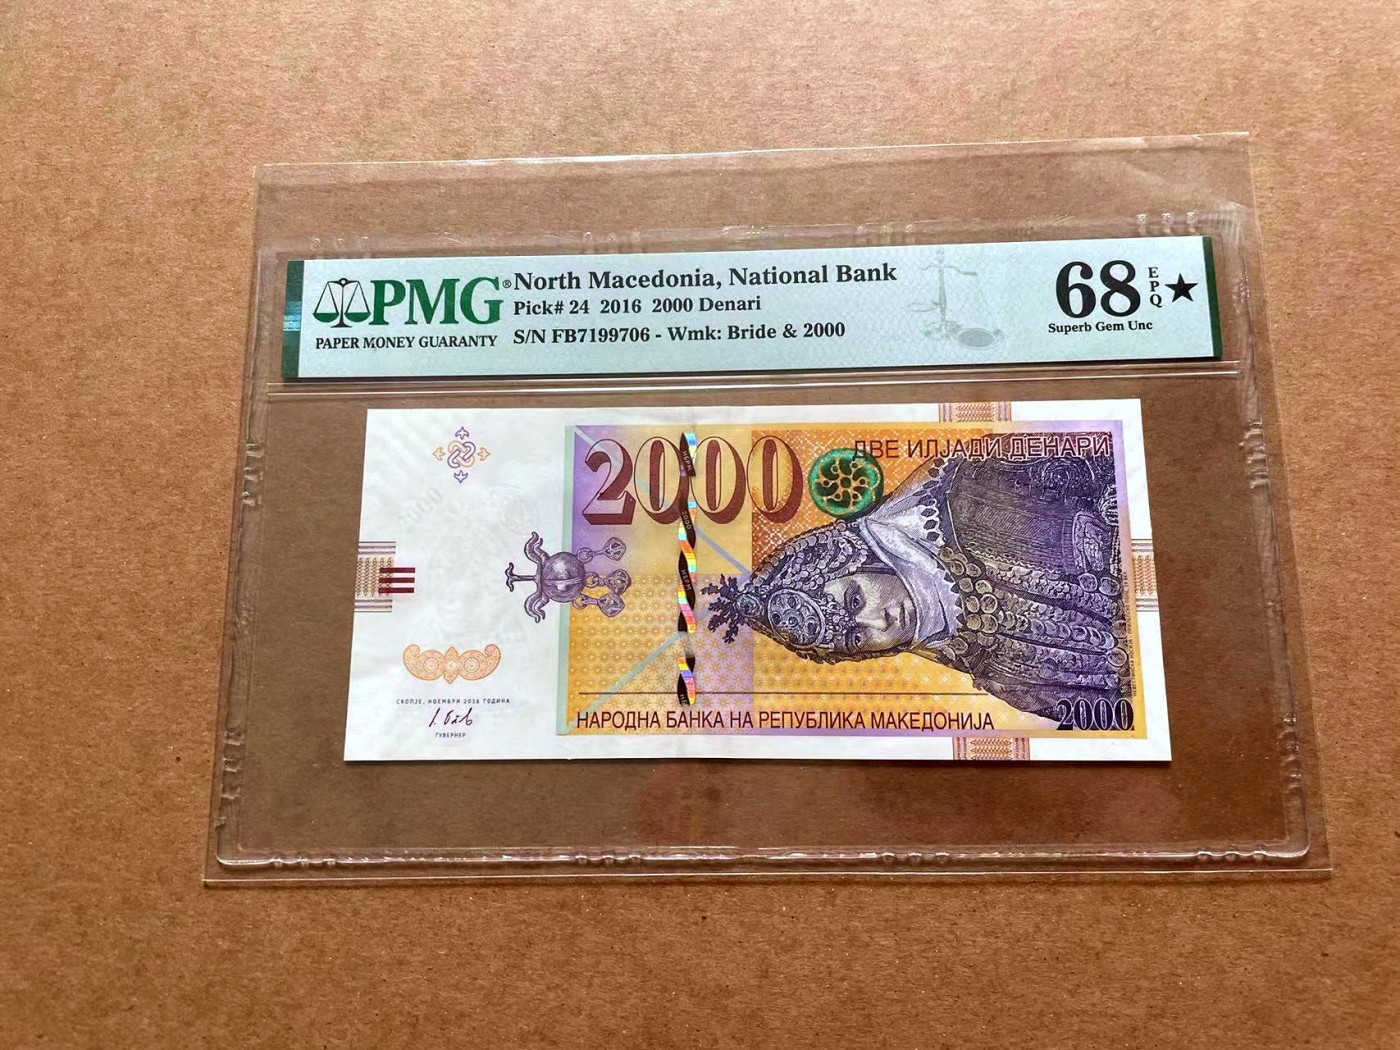 PMG®
PAPER MONEY GUARANTY
North Macedonia, National Bank
Pick# 24 2016 2000 Denari
S/N FB7199706 - Wmk: Bride & 2000
68 EPQ★
Superb Gem Unc
2000
ДВЕ ИЛЈАДИ ДЕНАРИ
СКОПЈЕ, НОЕМВРИ 2016 ГОДИНА
ГУВЕРНЕР
НАРОДНА БАНКА НА РЕПУБЛИКА МАКЕДОНИЈА
2000